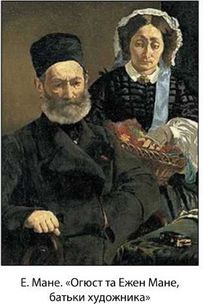 Е. Мане. «Огюст та Ежен Мане,
батьки художника»